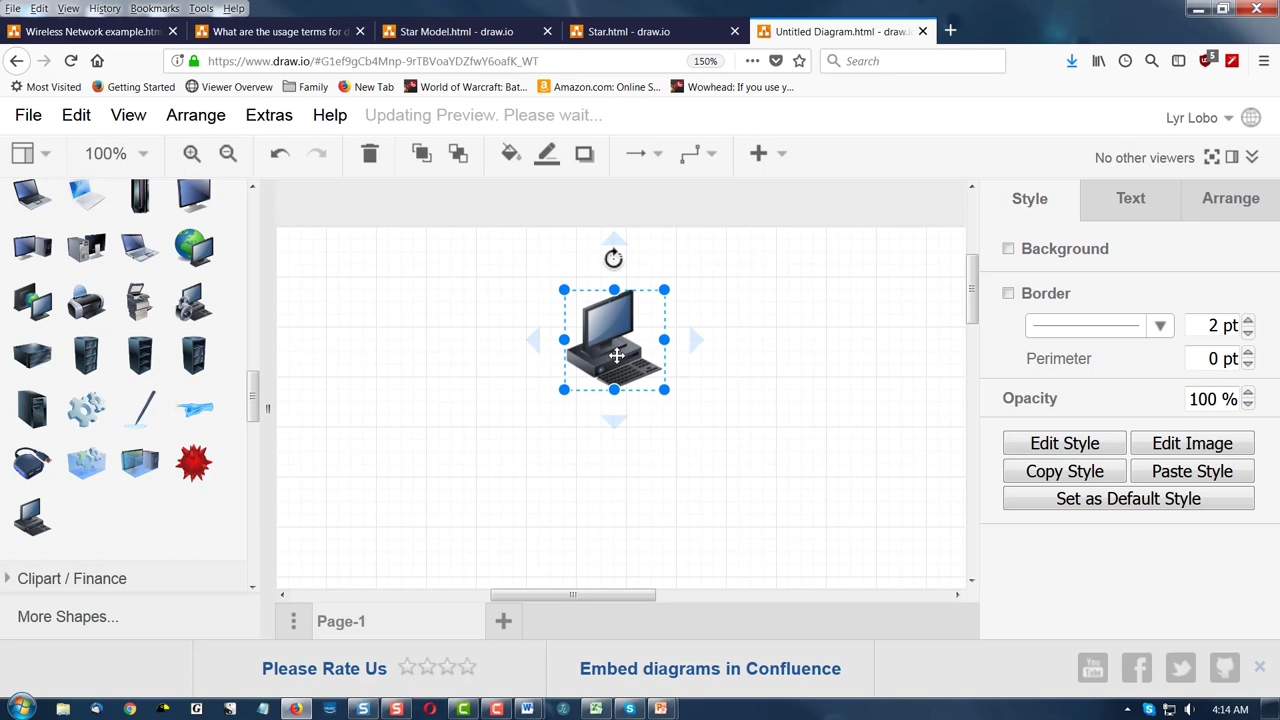 File Edit View History Bookmarks Tools Help
Wireless Network example.htm
What are the usage terms for d
Star Model.html - draw.io
Star.html - draw.io
Untitled Diagram.html - draw.io
https://www.draw.io/#G1ef9gCb4Mnp-9rTBVoaYDZfwY6oafK_WT
150%
Search
5
Most Visited
Getting Started
Viewer Overview
Family
New Tab
World of Warcraft: Bat...
Amazon.com: Online S...
Wowhead: If you use y...
File Edit View Arrange Extras Help Updating Preview. Please wait...
Lyr Lobo
100%
No other viewers
Style Text Arrange
Background
Border
2 pt
Perimeter
0 pt
Opacity
100 %
Edit Style
Edit Image
Copy Style
Paste Style
Set as Default Style
Clipart / Finance
More Shapes...
Page-1
Please Rate Us
Embed diagrams in Confluence
You
Tube
4:14 AM